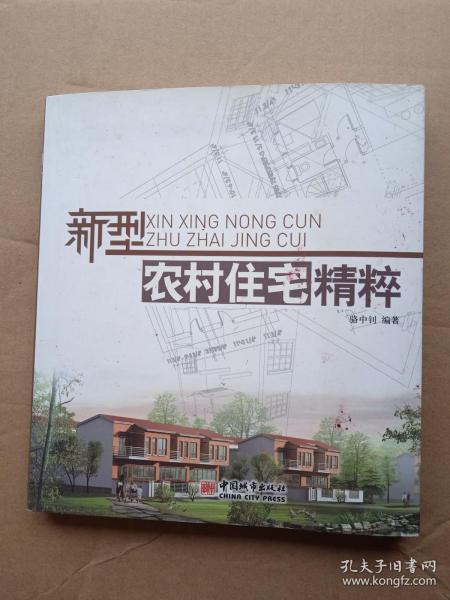 新型
XIN XING NONG CUN
ZHU ZHAI JING CUI
农村住宅精粹
骆中钊 编著
中国城市出版社
CHINA CITY PRESS
孔夫子旧书网
www.kongfz.com